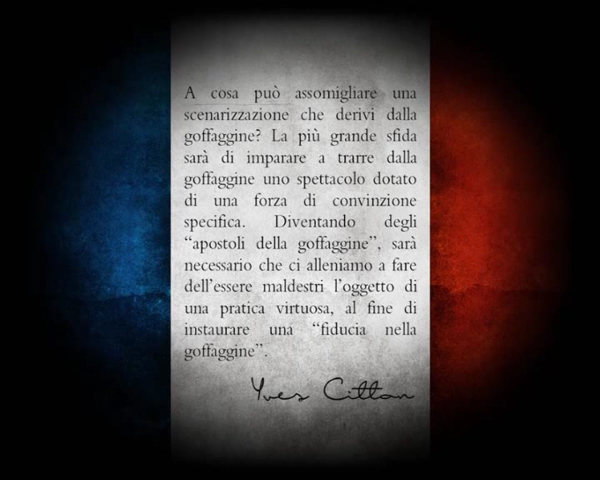 A cosa può assomigliare una
scenarizzazione che derivi dalla
goffaggine? La più grande sfida
sarà di imparare a trarre dalla
goffaggine uno spettacolo dotato
di una forza di convinzione
specifica. Diventando degli
“apostoli della goffaggine”, sarà
necessario che ci alleniamo a fare
dell’essere maldestri l’oggetto di
una pratica virtuosa, al fine di
instaurare una “fiducia nella
goffaggine”.
Yves Citton